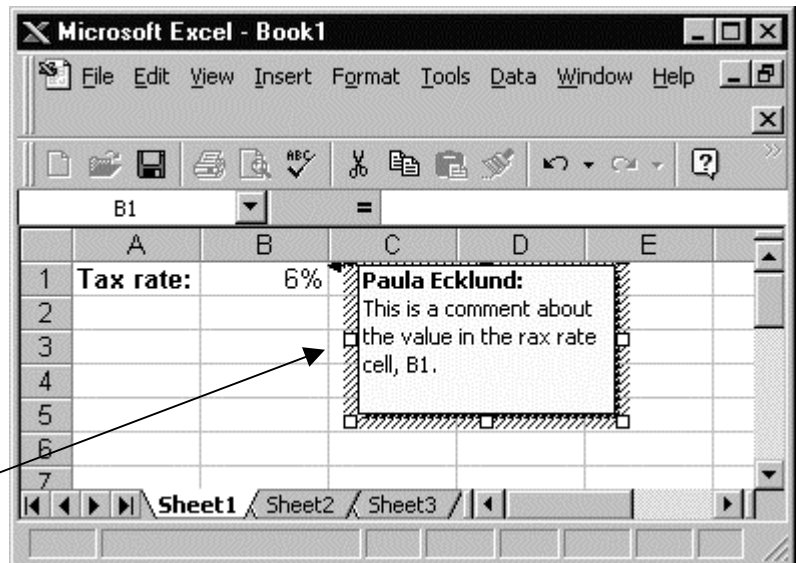 Microsoft Excel - Book1
File Edit View Insert Format Tools Data Window Help
ABC
B1 =
A B C D E
1 Tax rate: 6% Paula Ecklund:
2 This is a comment about
3 the value in the rax rate
4 cell, B1.
5
6
7
Sheet1 Sheet2 Sheet3